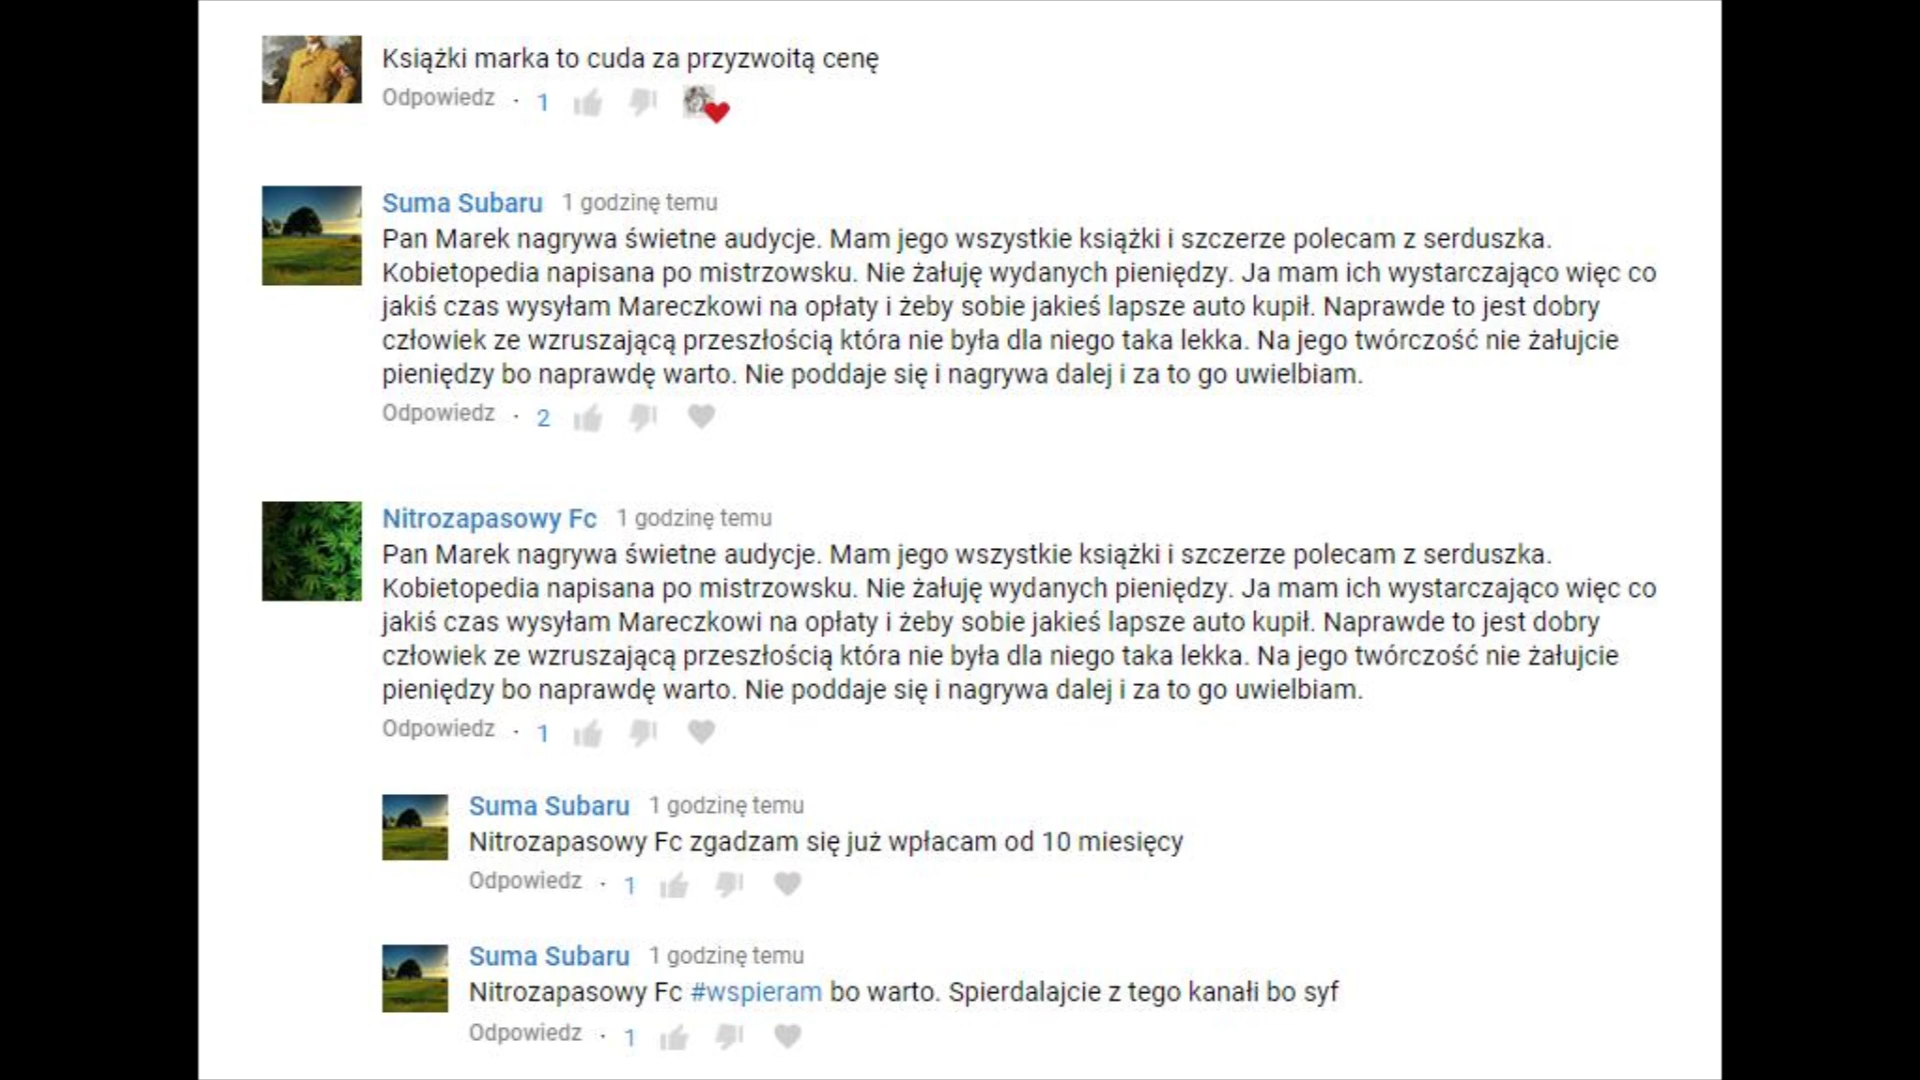 Książki marka to cuda za przyzwoitą cenę
Odpowiedz · 1
Suma Subaru 1 godzinę temu
Pan Marek nagrywa świetne audycje. Mam jego wszystkie książki i szczerze polecam z serduszka.
Kobietopedia napisana po mistrzowsku. Nie żałuję wydanych pieniędzy. Ja mam ich wystarczająco więc co
jakiś czas wysyłam Mareczkowi na opłaty i żeby sobie jakieś lapsze auto kupił. Naprawde to jest dobry
człowiek ze wzruszającą przeszłością która nie była dla niego taka lekka. Na jego twórczość nie żałujcie
pieniędzy bo naprawdę warto. Nie poddaje się i nagrywa dalej i za to go uwielbiam.
Odpowiedz · 2
Nitrozapasowy Fc 1 godzinę temu
Pan Marek nagrywa świetne audycje. Mam jego wszystkie książki i szczerze polecam z serduszka.
Kobietopedia napisana po mistrzowsku. Nie żałuję wydanych pieniędzy. Ja mam ich wystarczająco więc co
jakiś czas wysyłam Mareczkowi na opłaty i żeby sobie jakieś lapsze auto kupił. Naprawde to jest dobry
człowiek ze wzruszającą przeszłością która nie była dla niego taka lekka. Na jego twórczość nie żałujcie
pieniędzy bo naprawdę warto. Nie poddaje się i nagrywa dalej i za to go uwielbiam.
Odpowiedz · 1
Suma Subaru 1 godzinę temu
Nitrozapasowy Fc zgadzam się już wpłacam od 10 miesięcy
Odpowiedz · 1
Suma Subaru 1 godzinę temu
Nitrozapasowy Fc #wspieram bo warto. Spierdalajcie z tego kanałi bo syf
Odpowiedz · 1